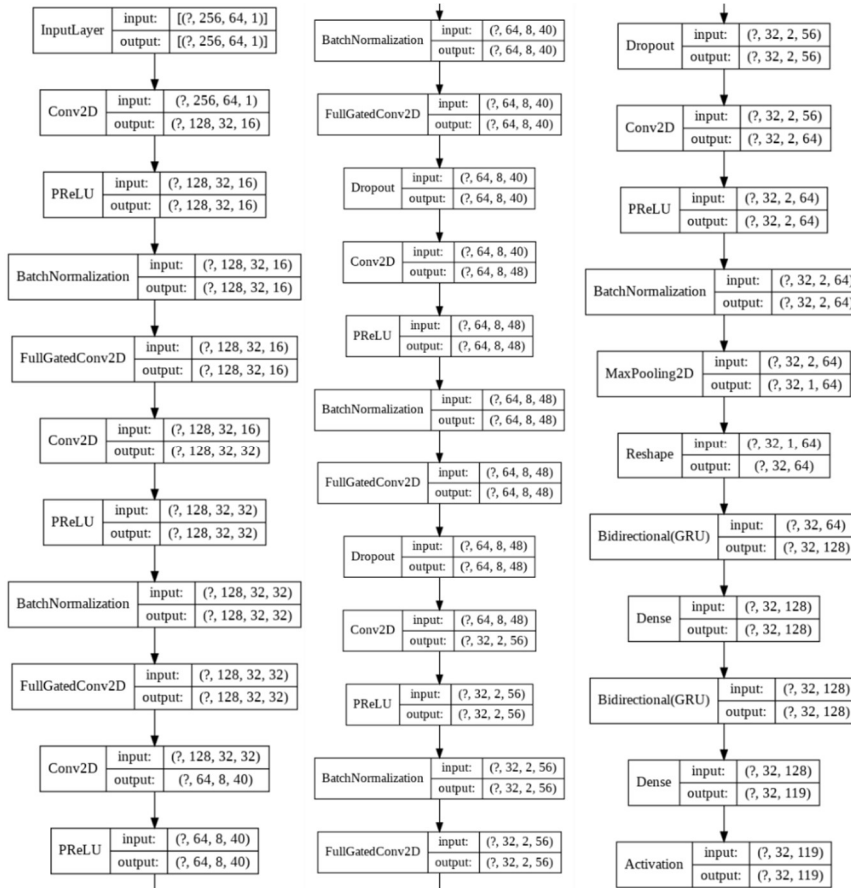 InputLayer
input: [(?, 256, 64, 1)]
output: [(?, 256, 64, 1)]
Conv2D
input: (?, 256, 64, 1)
output: (?, 128, 32, 16)
PReLU
input: (?, 128, 32, 16)
output: (?, 128, 32, 16)
BatchNormalization
input: (?, 128, 32, 16)
output: (?, 128, 32, 16)
FullGatedConv2D
input: (?, 128, 32, 16)
output: (?, 128, 32, 16)
Conv2D
input: (?, 128, 32, 16)
output: (?, 128, 32, 32)
PReLU
input: (?, 128, 32, 32)
output: (?, 128, 32, 32)
BatchNormalization
input: (?, 128, 32, 32)
output: (?, 128, 32, 32)
FullGatedConv2D
input: (?, 128, 32, 32)
output: (?, 128, 32, 32)
Conv2D
input: (?, 128, 32, 32)
output: (?, 64, 8, 40)
PReLU
input: (?, 64, 8, 40)
output: (?, 64, 8, 40)
BatchNormalization
input: (?, 64, 8, 40)
output: (?, 64, 8, 40)
FullGatedConv2D
input: (?, 64, 8, 40)
output: (?, 64, 8, 40)
Dropout
input: (?, 64, 8, 40)
output: (?, 64, 8, 40)
Conv2D
input: (?, 64, 8, 40)
output: (?, 64, 8, 48)
PReLU
input: (?, 64, 8, 48)
output: (?, 64, 8, 48)
BatchNormalization
input: (?, 64, 8, 48)
output: (?, 64, 8, 48)
FullGatedConv2D
input: (?, 64, 8, 48)
output: (?, 64, 8, 48)
Dropout
input: (?, 64, 8, 48)
output: (?, 64, 8, 48)
Conv2D
input: (?, 64, 8, 48)
output: (?, 32, 2, 56)
PReLU
input: (?, 32, 2, 56)
output: (?, 32, 2, 56)
BatchNormalization
input: (?, 32, 2, 56)
output: (?, 32, 2, 56)
FullGatedConv2D
input: (?, 32, 2, 56)
output: (?, 32, 2, 56)
Dropout
input: (?, 32, 2, 56)
output: (?, 32, 2, 56)
Conv2D
input: (?, 32, 2, 56)
output: (?, 32, 2, 64)
PReLU
input: (?, 32, 2, 64)
output: (?, 32, 2, 64)
BatchNormalization
input: (?, 32, 2, 64)
output: (?, 32, 2, 64)
MaxPooling2D
input: (?, 32, 2, 64)
output: (?, 32, 1, 64)
Reshape
input: (?, 32, 1, 64)
output: (?, 32, 64)
Bidirectional(GRU)
input: (?, 32, 64)
output: (?, 32, 128)
Dense
input: (?, 32, 128)
output: (?, 32, 128)
Bidirectional(GRU)
input: (?, 32, 128)
output: (?, 32, 128)
Dense
input: (?, 32, 128)
output: (?, 32, 119)
Activation
input: (?, 32, 119)
output: (?, 32, 119)